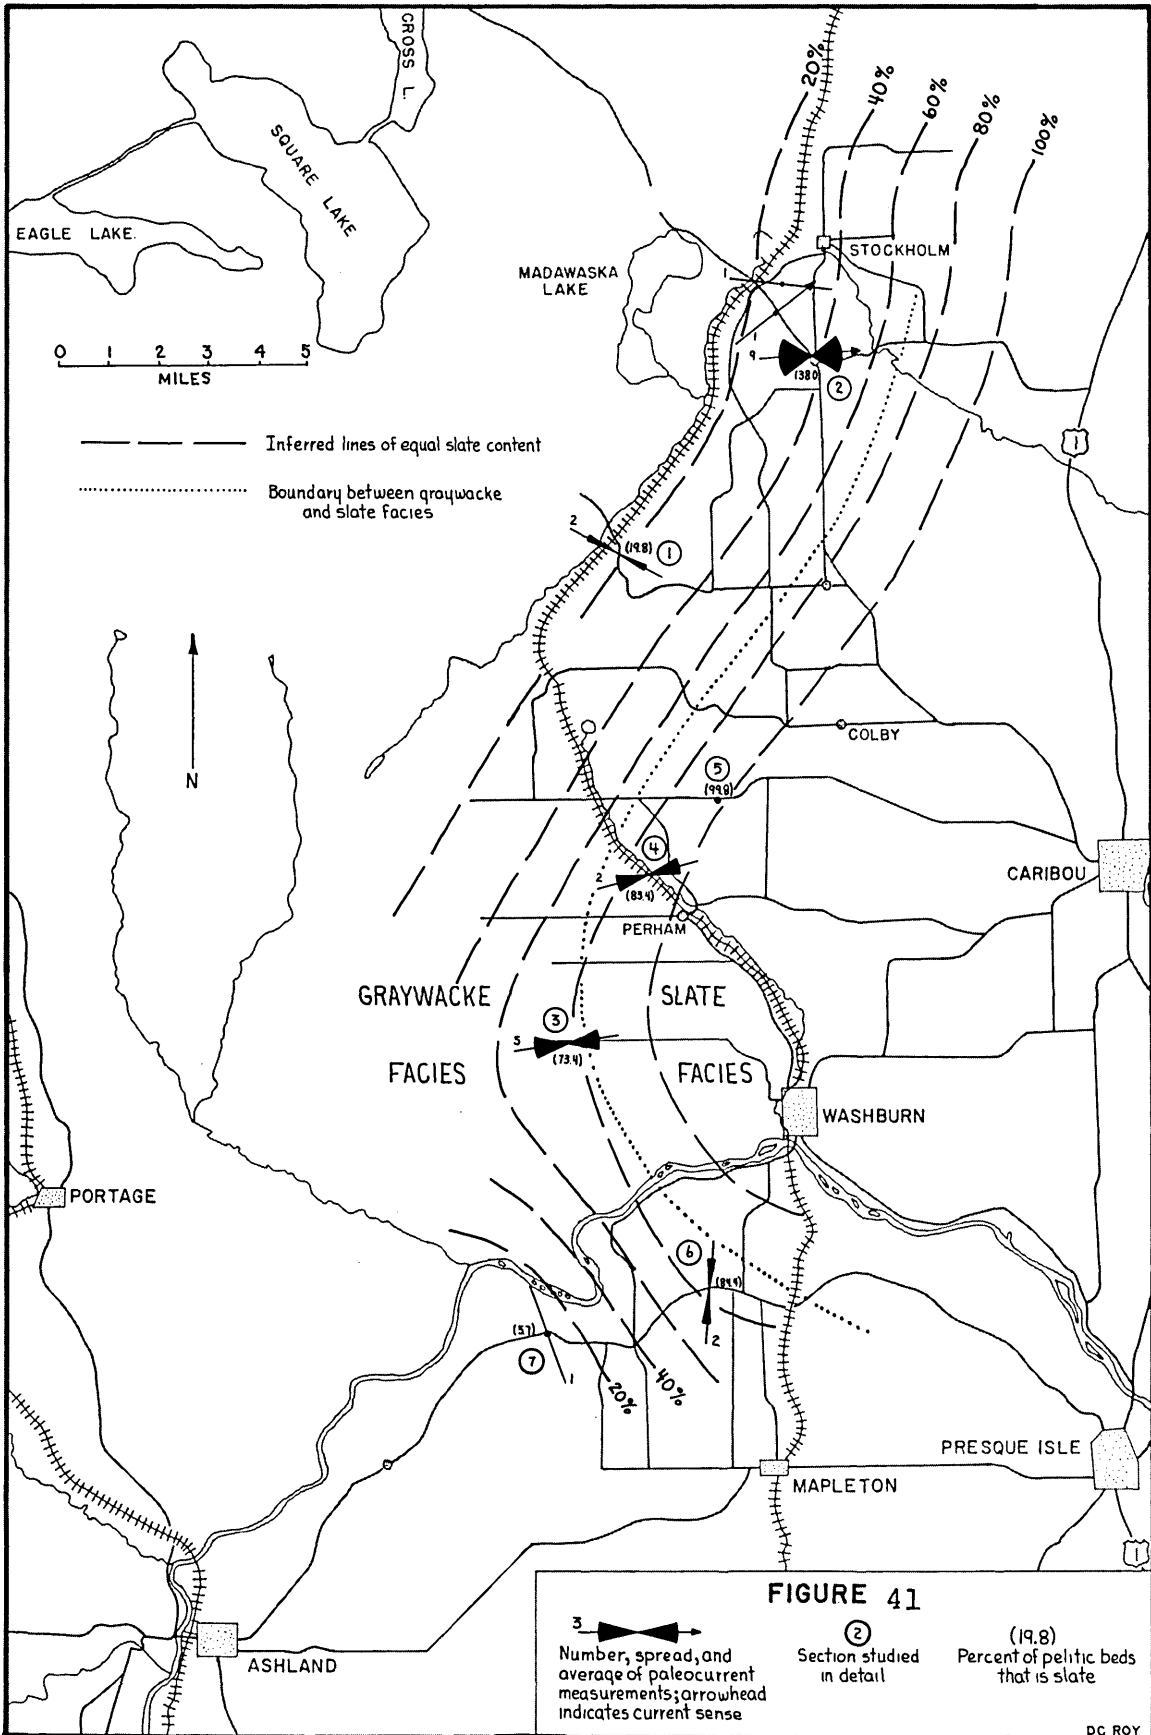 CROSS L.
SQUARE LAKE
EAGLE LAKE.
20%
40%
60%
80%
100%
STOCKHOLM
MADAWASKA
LAKE
1
1
9
(38.0)
2
1
0 1 2 3 4 5
MILES
Inferred lines of equal slate content
Boundary between graywacke
and slate facies
2
(19.8)
1
N
COLBY
5
(99.8)
4
2
(83.4)
CARIBOU
PERHAM
GRAYWACKE
SLATE
3
5
(73.4)
FACIES
FACIES
WASHBURN
PORTAGE
6
(84.9)
2
(5.7)
7
1
20%
40%
PRESQUE ISLE
MAPLETON
1
ASHLAND
FIGURE 41
3
Number, spread, and
average of paleocurrent
measurements; arrowhead
indicates current sense
2
Section studied
in detail
(19.8)
Percent of pelitic beds
that is slate
DC ROY